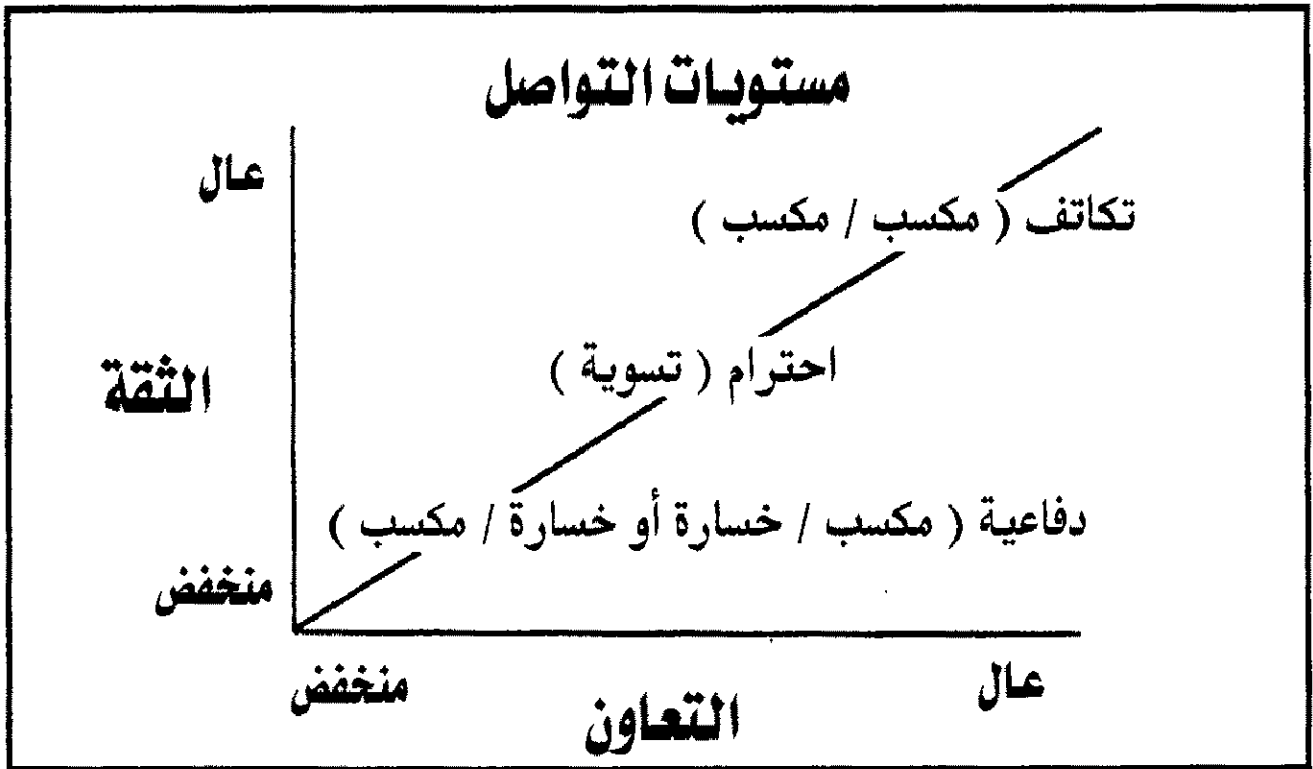 مستويات التواصل
عال
تكاتف ( مكسب / مكسب )
احترام ( تسوية )
الثقة
دفاعية ( مكسب / خسارة أو خسارة / مكسب )
منخفض
منخفض
عال
التعاون